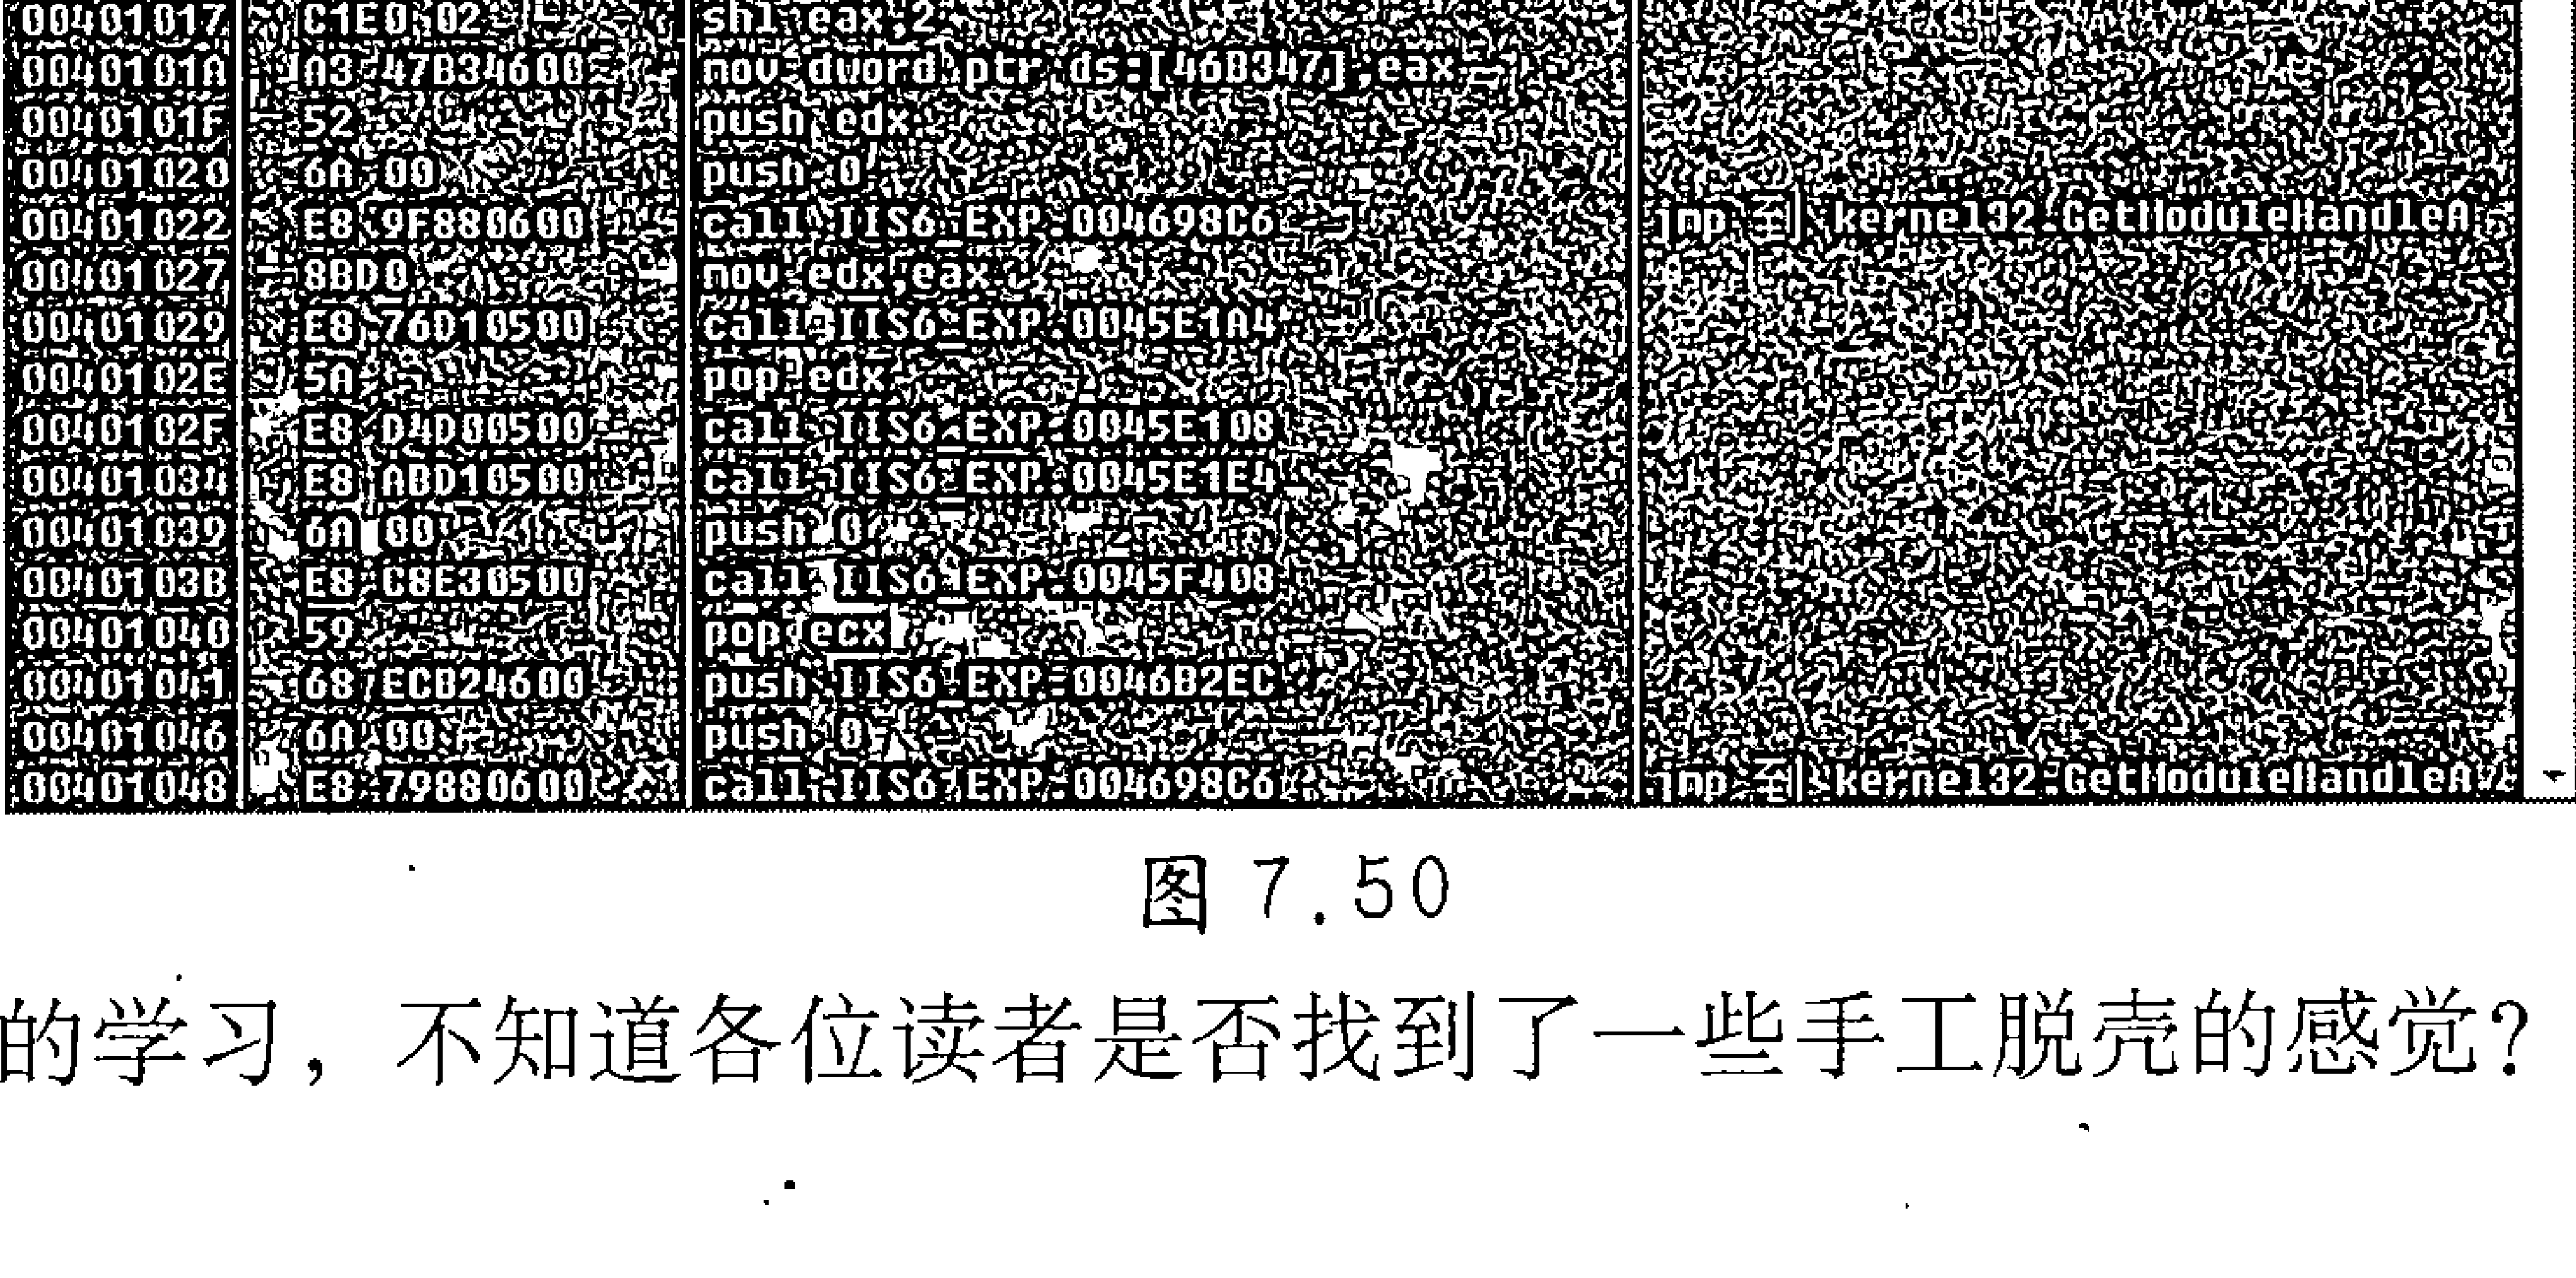 00401017 C1E0 02 shl eax,2
0040101A A3 47B34600 mov dword ptr ds:[46B347],eax
0040101F 52 push edx
00401020 6A 00 push 0
00401022 E8 9F880600 call IIS6_EXP.004698C6 jmp 到 kernel32.GetModuleHandleA
00401027 8BD0 mov edx,eax
00401029 E8 76D10500 call IIS6_EXP.0045E1A4
0040102E 5A pop edx
0040102F E8 D4D00500 call IIS6_EXP.0045E108
00401034 E8 ABD10500 call IIS6_EXP.0045E1E4
00401039 6A 00 push 0
0040103B E8 C8E30500 call IIS6_EXP.0045F408
00401040 59 pop ecx
00401041 68 ECB24600 push IIS6_EXP.0046B2EC
00401046 6A 00 push 0
00401048 E8 79880600 call IIS6_EXP.004698C6 jmp 到 kernel32.GetModuleHandleA
图 7.50
的学习，不知道各位读者是否找到了一些手工脱壳的感觉？